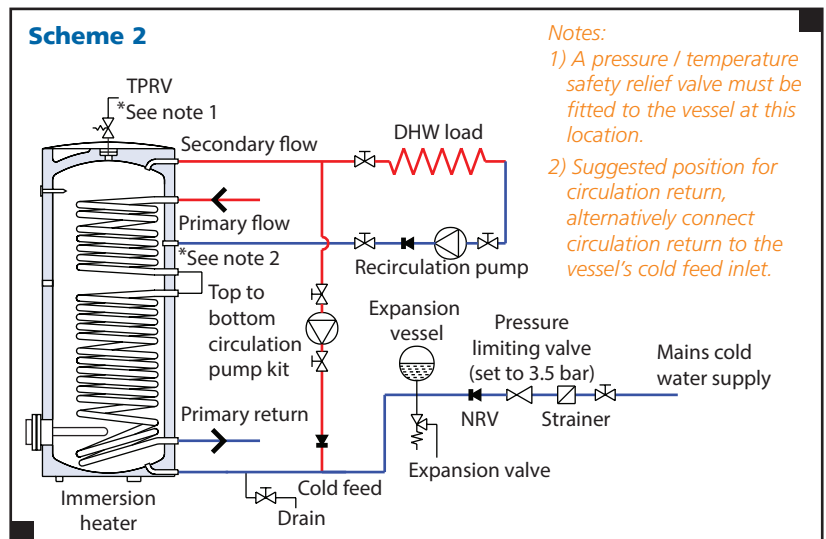 Scheme 2
Notes:
1) A pressure / temperature
safety relief valve must be
fitted to the vessel at this
location.
2) Suggested position for
circulation return,
alternatively connect
circulation return to the
vessel's cold feed inlet.
TPRV
*See note 1
Secondary flow
DHW load
Primary flow
*See note 2
Recirculation pump
Top to
bottom
circulation
pump kit
Expansion
vessel
Pressure
limiting valve
(set to 3.5 bar)
Mains cold
water supply
NRV
Strainer
Primary return
Expansion valve
Cold feed
Drain
Immersion
heater